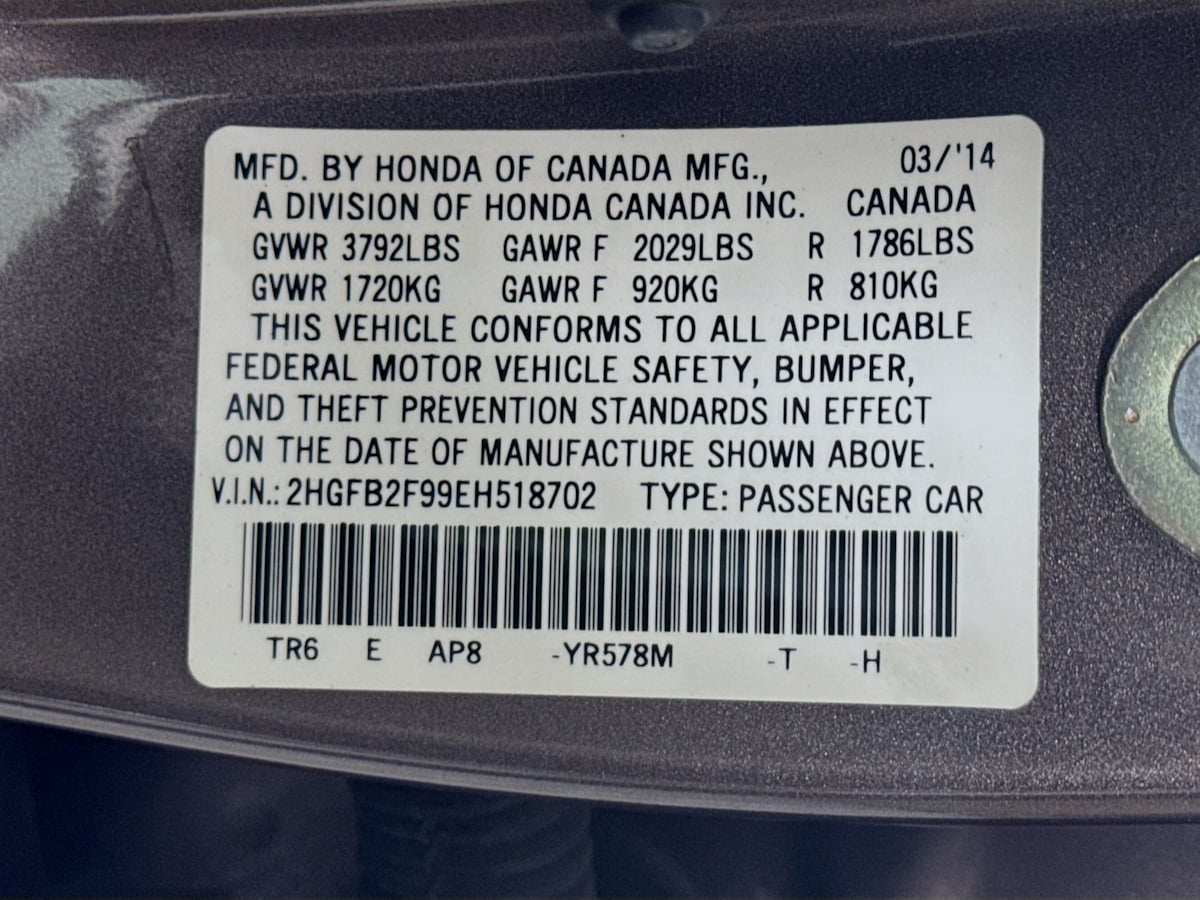 MFD. BY HONDA OF CANADA MFG., 03/'14
A DIVISION OF HONDA CANADA INC. CANADA
GVWR 3792LBS GAWR F 2029LBS R 1786LBS
GVWR 1720KG GAWR F 920KG R 810KG
THIS VEHICLE CONFORMS TO ALL APPLICABLE
FEDERAL MOTOR VEHICLE SAFETY, BUMPER,
AND THEFT PREVENTION STANDARDS IN EFFECT
ON THE DATE OF MANUFACTURE SHOWN ABOVE.
V.I.N.: 2HGFB2F99EH518702 TYPE: PASSENGER CAR
TR6 E AP8 -YR578M -T -H